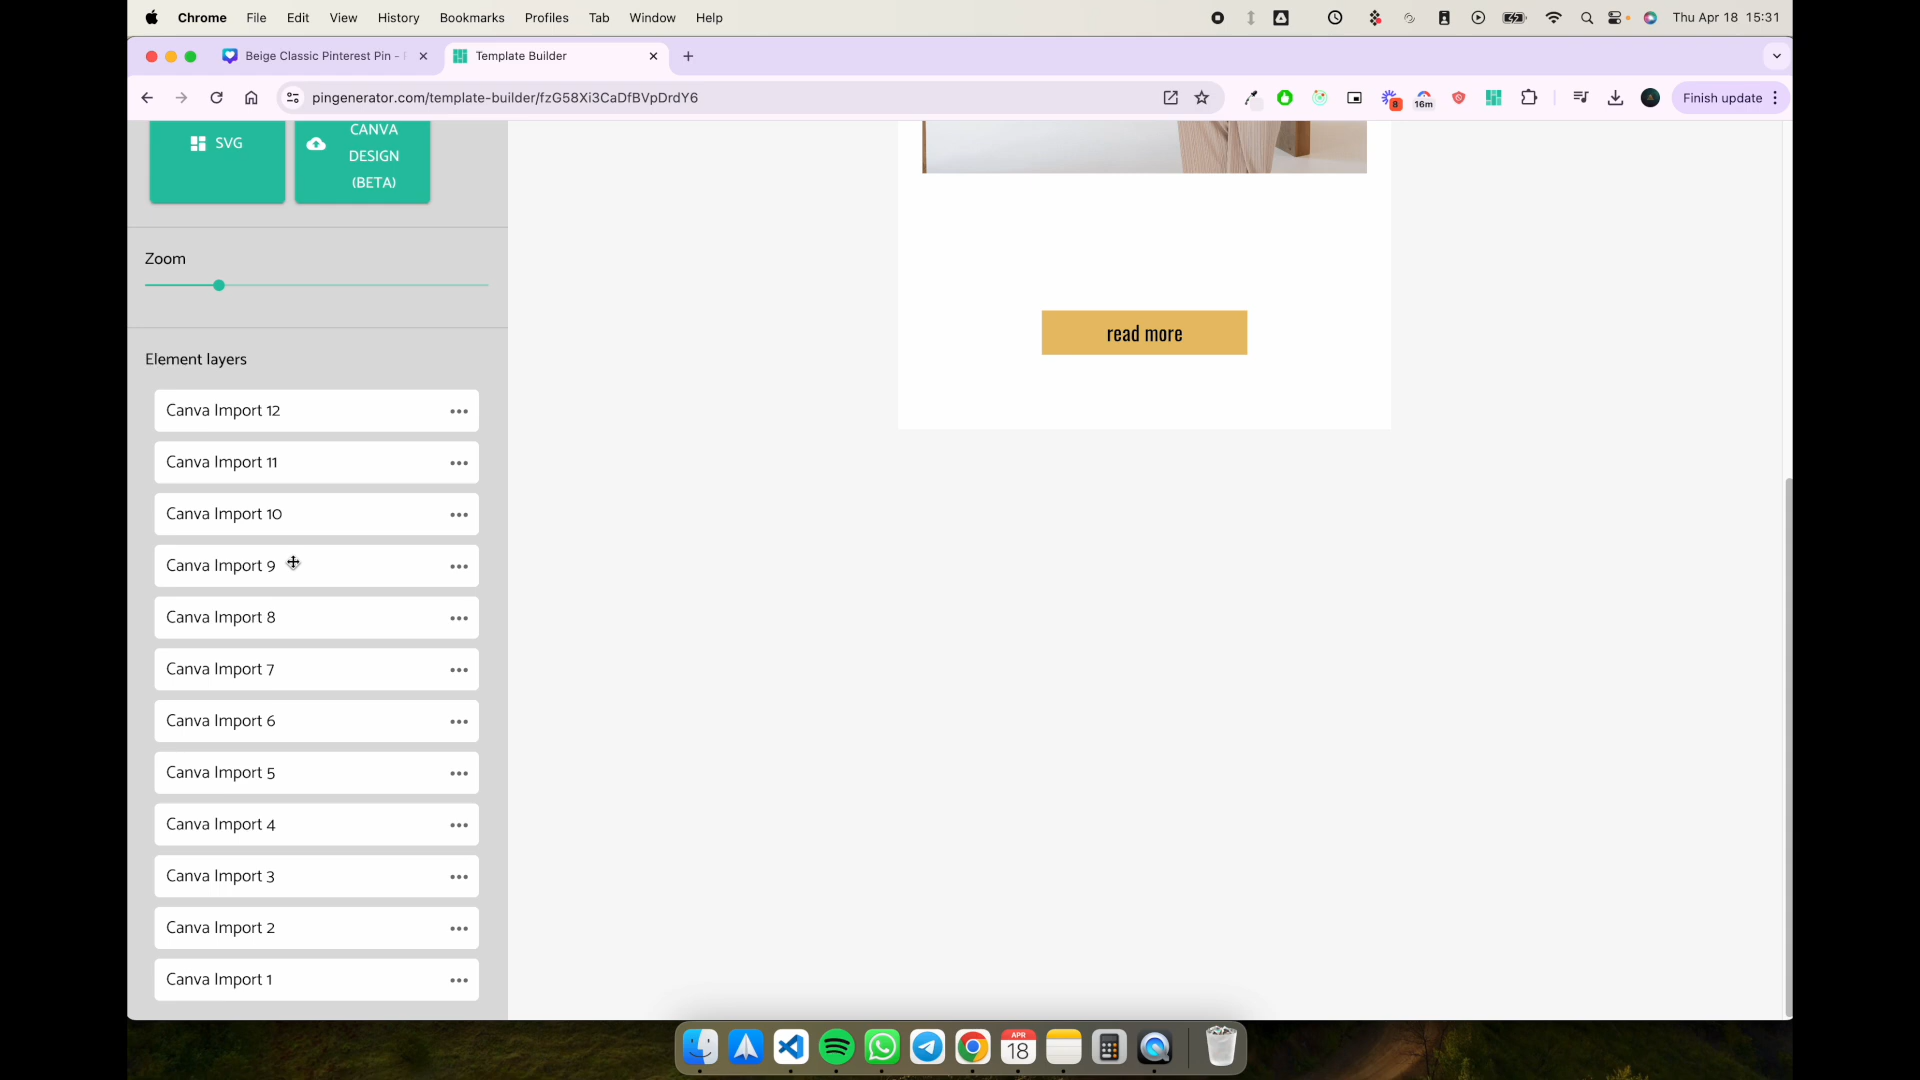 Chrome File Edit View History Bookmarks Profiles Tab Window Help
Thu Apr 18 15:31
Beige Classic Pinterest Pin -
Template Builder
pingenerator.com/template-builder/fzG58Xi3CaDfBVpDrdY6
8
16m
Finish update
SVG
CANVA
DESIGN
(BETA)
Zoom
Element layers
Canva Import 12
Canva Import 11
Canva Import 10
Canva Import 9
Canva Import 8
Canva Import 7
Canva Import 6
Canva Import 5
Canva Import 4
Canva Import 3
Canva Import 2
Canva Import 1
read more
APR
18